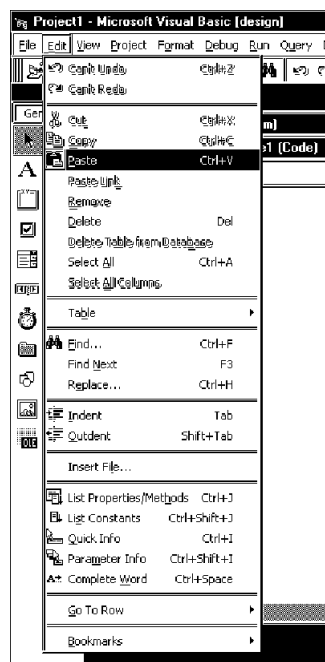 Project1 - Microsoft Visual Basic [design]
File Edit View Project Format Debug Run Query
Can't Undo Ctrl+Z
Can't Redo
Cut Ctrl+X
Copy Ctrl+C
Paste Ctrl+V
Paste Link
Remove
Delete Del
Delete Table from Database
Select All Ctrl+A
Select All Columns
Table
Find... Ctrl+F
Find Next F3
Replace... Ctrl+H
Indent Tab
Outdent Shift+Tab
Insert File...
List Properties/Methods Ctrl+J
List Constants Ctrl+Shift+J
Quick Info Ctrl+I
Parameter Info Ctrl+Shift+I
Complete Word Ctrl+Space
Go To Row
Bookmarks
Ger
m)
1 (Code)
A
OLE